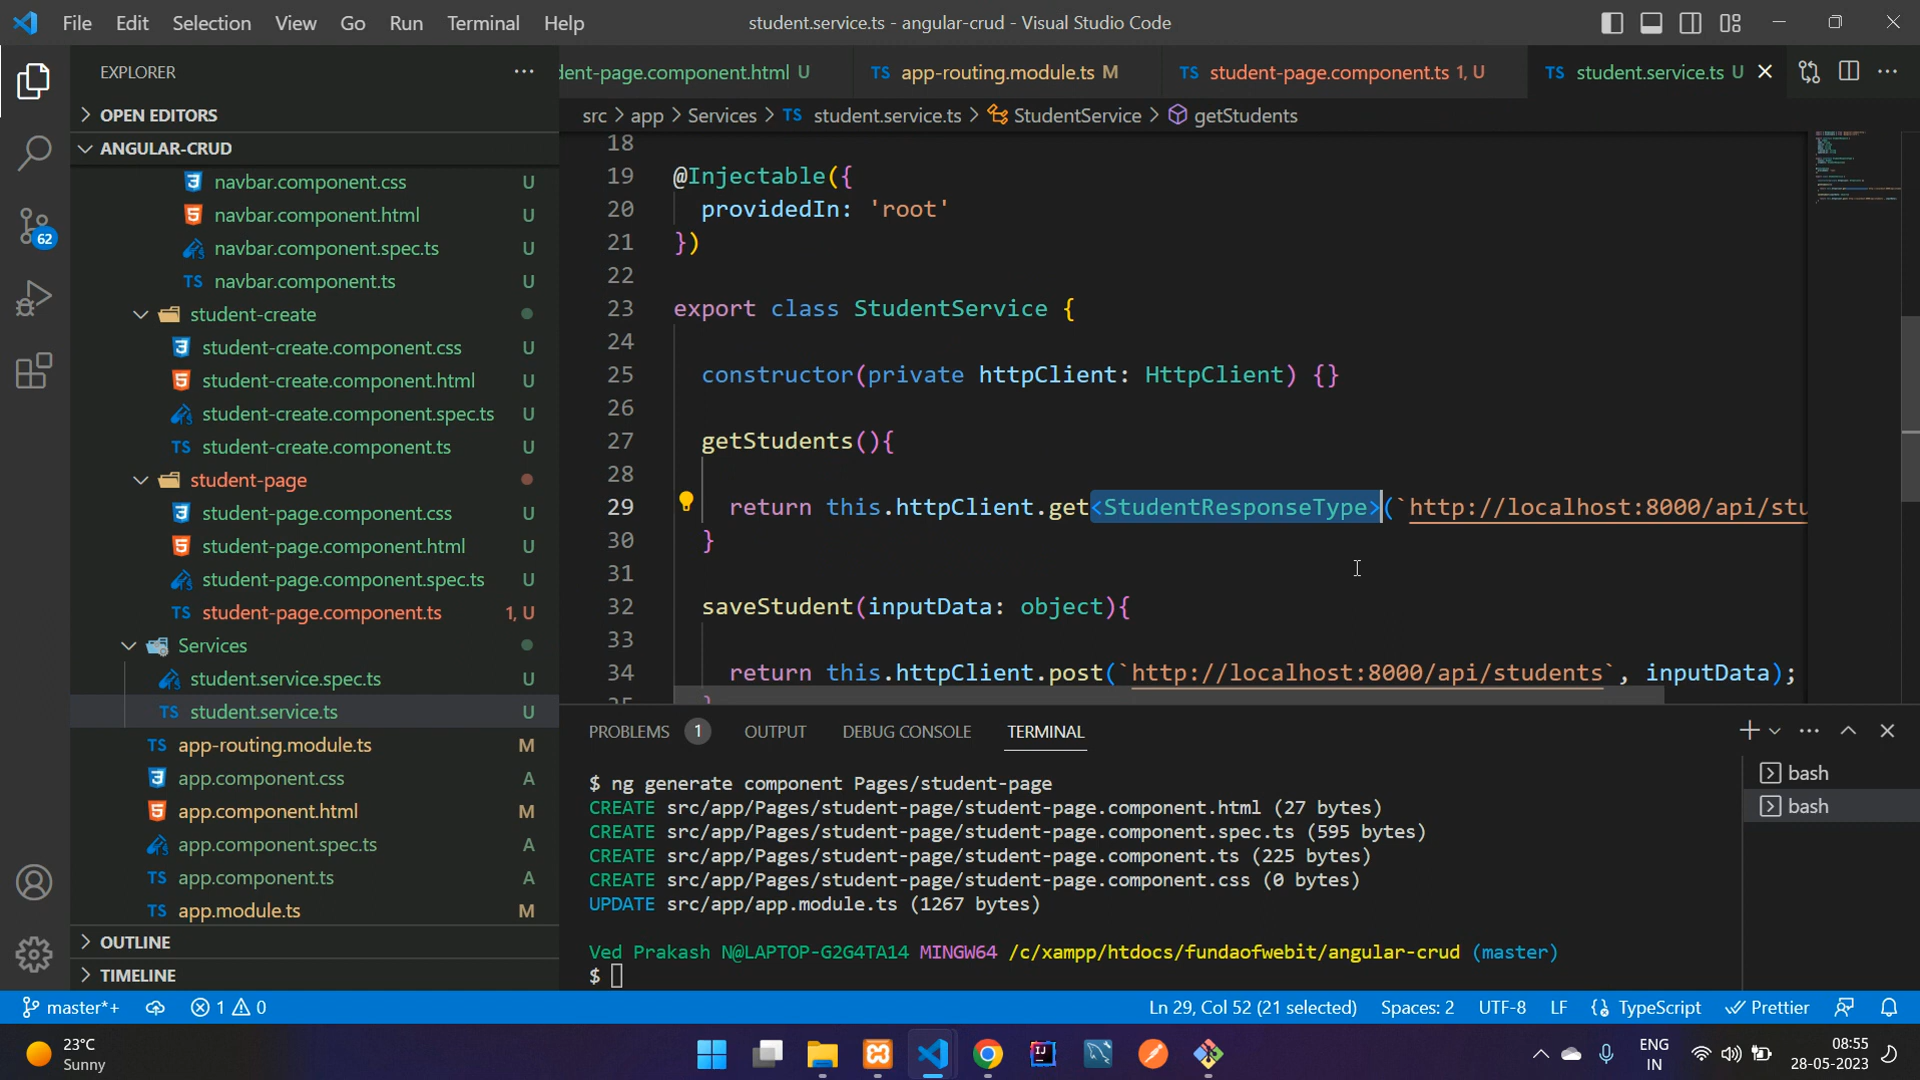 File Edit Selection View Go Run Terminal Help
student.service.ts - angular-crud - Visual Studio Code
EXPLORER
OPEN EDITORS
ANGULAR-CRUD
navbar.component.css U
navbar.component.html U
navbar.component.spec.ts U
navbar.component.ts U
student-create
student-create.component.css U
student-create.component.html U
student-create.component.spec.ts U
student-create.component.ts U
student-page
student-page.component.css U
student-page.component.html U
student-page.component.spec.ts U
student-page.component.ts 1, U
Services
student.service.spec.ts U
TS student.service.ts U
TS app-routing.module.ts M
app.component.css A
app.component.html M
app.component.spec.ts A
TS app.component.ts A
TS app.module.ts M
OUTLINE
TIMELINE
62
dent-page.component.html U
TS app-routing.module.ts M
TS student-page.component.ts 1, U
TS student.service.ts U
src > app > Services > TS student.service.ts > StudentService > getStudents
18
19 @Injectable({
20 providedIn: 'root'
21 })
22
23 export class StudentService {
24
25 constructor(private httpClient: HttpClient) {}
26
27 getStudents(){
28
29 return this.httpClient.get<StudentResponseType>(`http://localhost:8000/api/stu
30 }
31
32 saveStudent(inputData: object){
33
34 return this.httpClient.post(`http://localhost:8000/api/students`, inputData);
35 }
PROBLEMS 1 OUTPUT DEBUG CONSOLE TERMINAL
$ ng generate component Pages/student-page
CREATE src/app/Pages/student-page/student-page.component.html (27 bytes)
CREATE src/app/Pages/student-page/student-page.component.spec.ts (595 bytes)
CREATE src/app/Pages/student-page/student-page.component.ts (225 bytes)
CREATE src/app/Pages/student-page/student-page.component.css (0 bytes)
UPDATE src/app/app.module.ts (1267 bytes)
Ved Prakash N@LAPTOP-G2G4TA14 MINGW64 /c/xampp/htdocs/fundaofwebit/angular-crud (master)
$
bash
bash
master*+ 1 0
Ln 29, Col 52 (21 selected) Spaces: 2 UTF-8 LF {} TypeScript Prettier
23°C
Sunny
ENG
IN
08:55
28-05-2023